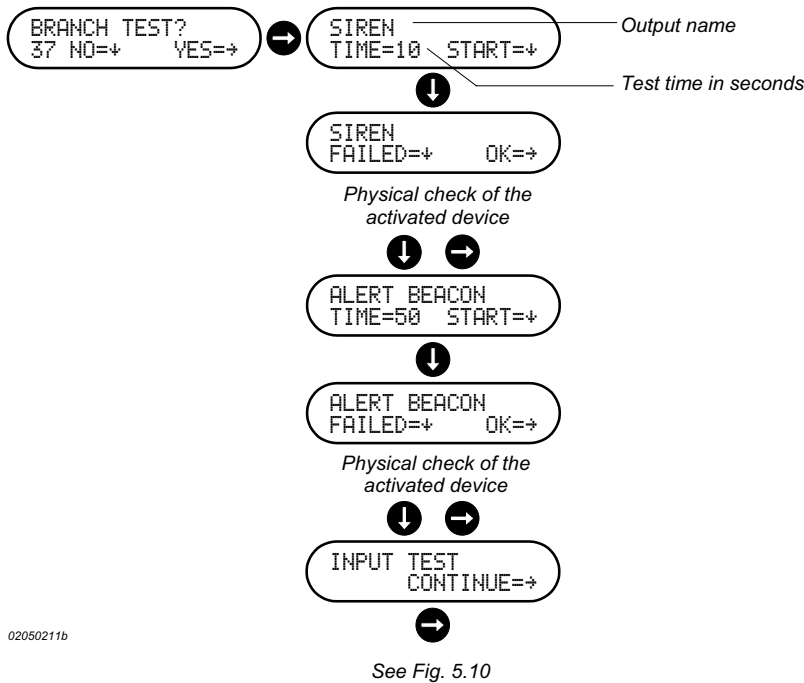 BRANCH TEST?
37 NO=↓ YES=→
SIREN
TIME=10 START=↓
Output name
Test time in seconds
SIREN
FAILED=↓ OK=→
Physical check of the
activated device
ALERT BEACON
TIME=50 START=↓
ALERT BEACON
FAILED=↓ OK=→
Physical check of the
activated device
INPUT TEST
CONTINUE=→
02050211b
See Fig. 5.10